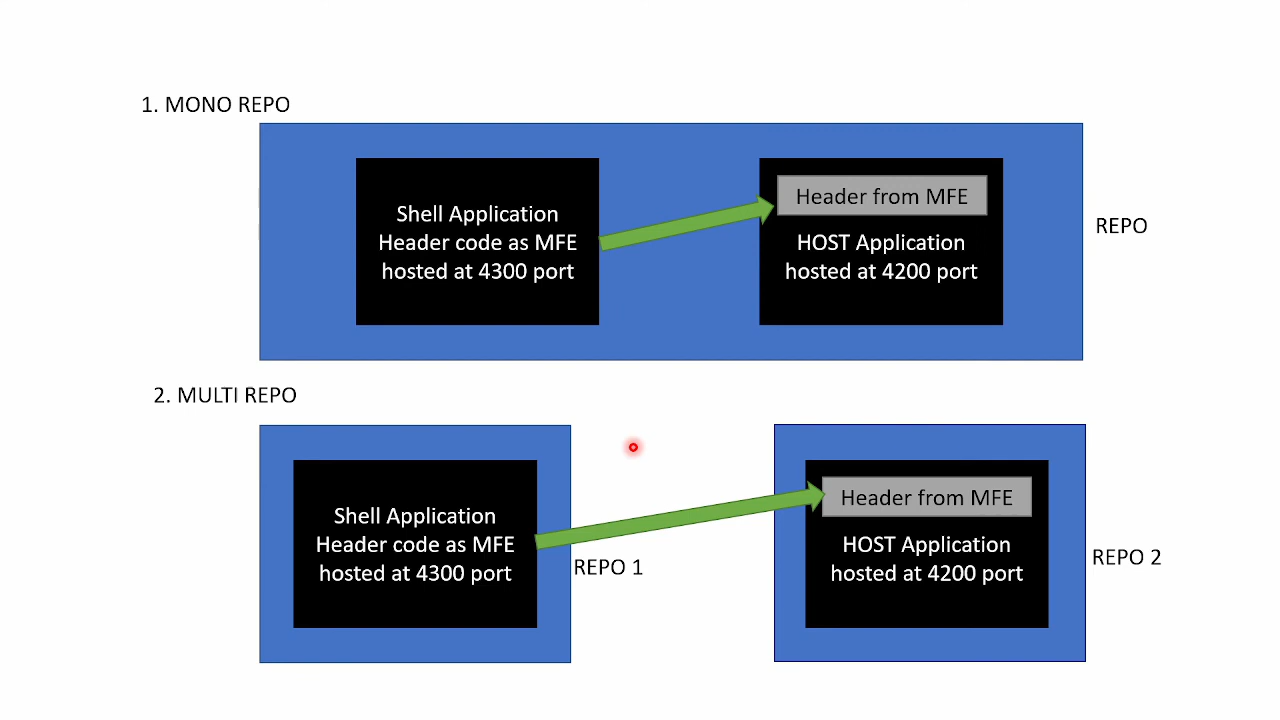 1. MONO REPO
Shell Application
Header code as MFE
hosted at 4300 port
Header from MFE
HOST Application
hosted at 4200 port
REPO
2. MULTI REPO
Shell Application
Header code as MFE
hosted at 4300 port
REPO 1
Header from MFE
HOST Application
hosted at 4200 port
REPO 2